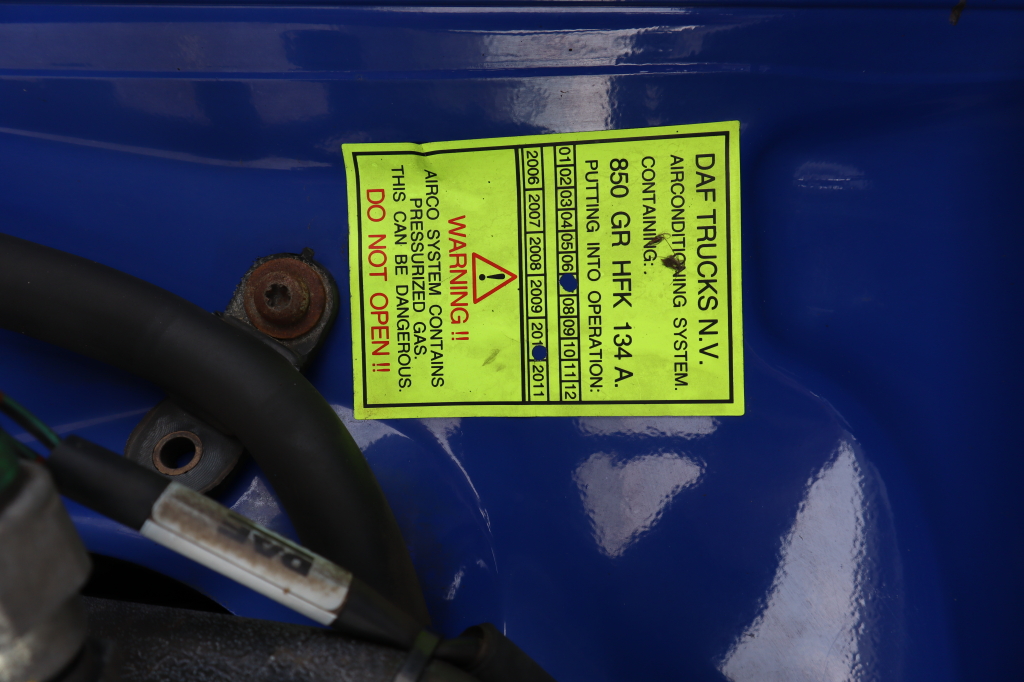 DAF TRUCKS N.V.
AIRCONDITIONING SYSTEM.
CONTAINING:
850 GR HFK 134 A.
PUTTING INTO OPERATION:
01 02 03 04 05 06 08 09 10 11 12
2006 2007 2008 2009 201 2011
WARNING!!
AIRCO SYSTEM CONTAINS
PRESSURIZED GAS.
THIS CAN BE DANGEROUS.
DO NOT OPEN!!